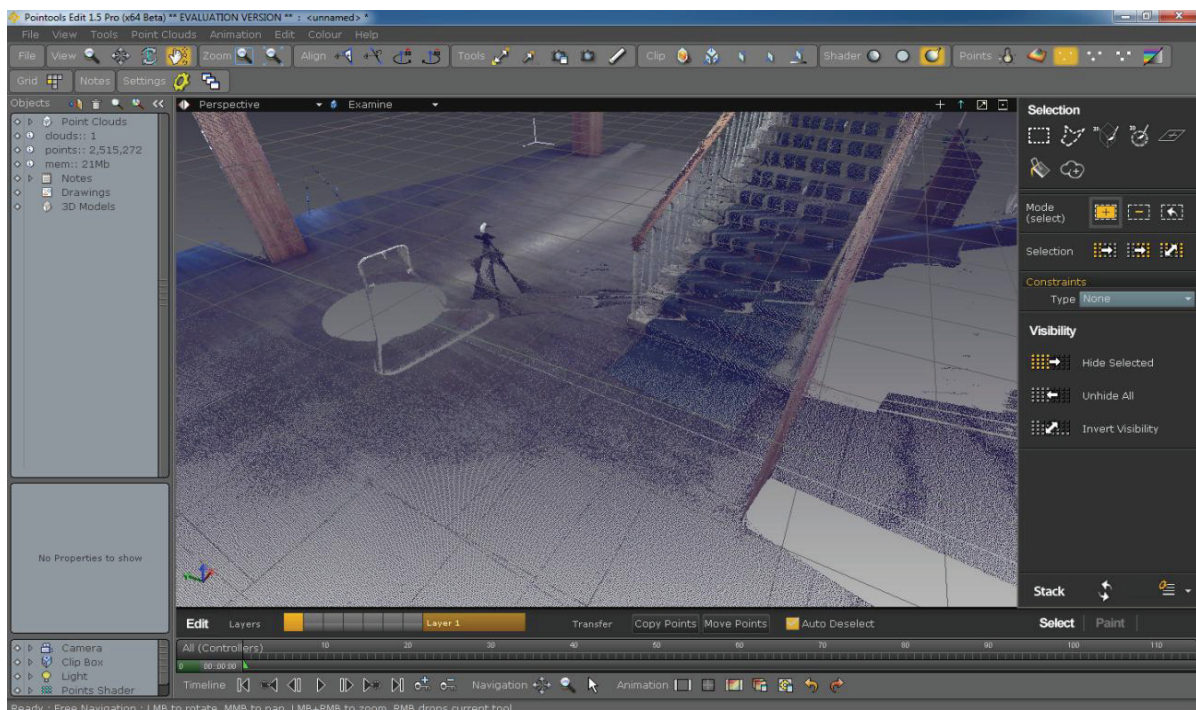 Pointools Edit 1.5 Pro (x64 Beta) ** EVALUATION VERSION ** : <unnamed> *
File View Tools Point Clouds Animation Edit Colour Help
File View Zoom Align Tools Clip Shader Points
Grid Notes Settings
Objects
Perspective Examine
Point Clouds
clouds:: 1
points:: 2,515,272
mem:: 21Mb
Notes
Drawings
3D Models
No Properties to show
Selection
Mode
(select)
Selection
Constraints
Type None
Visibility
Hide Selected
Unhide All
Invert Visibility
Stack
Edit Layers Layer 1 Transfer Copy Points Move Points Auto Deselect Select Paint
Camera
Clip Box
Light
Points Shader
All (Controllers) 10 20 30 40 50 60 70 80 90 100 110
0 00:00:00
Timeline Navigation Animation
Ready : Free Navigation : LMB to rotate, MMB to pan, LMB+RMB to zoom, RMB drops current tool